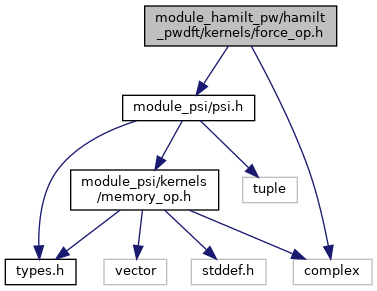 module_hamilt_pw/hamilt
_pwdft/kernels/force_op.h
module_psi/psi.h
module_psi/kernels
/memory_op.h
tuple
types.h
vector
stddef.h
complex